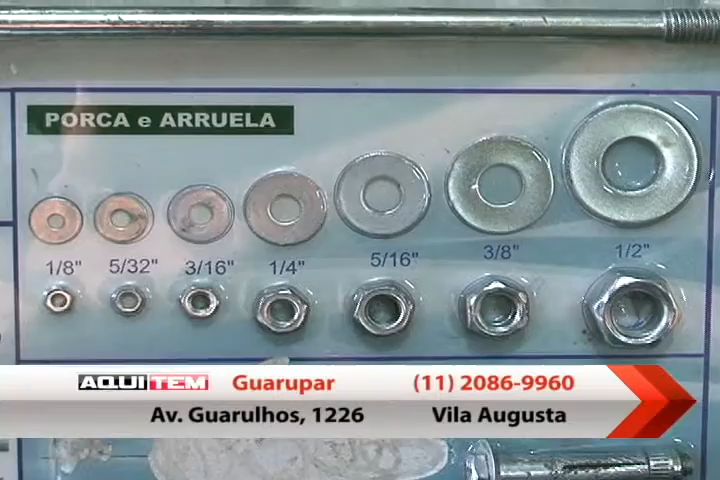 PORCA e ARRUELA
1/8" 5/32" 3/16" 1/4" 5/16" 3/8" 1/2"
AQUI TEM Guarupar (11) 2086-9960
Av. Guarulhos, 1226 Vila Augusta